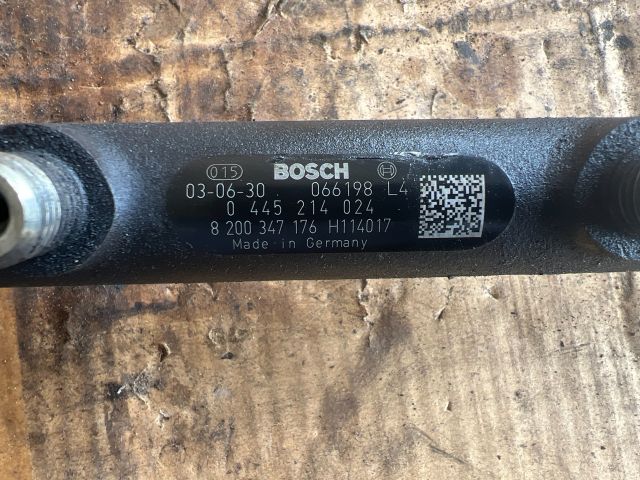 015 BOSCH
03-06-30 066198 L4
0 445 214 024
8 200 347 176 H114017
Made in Germany